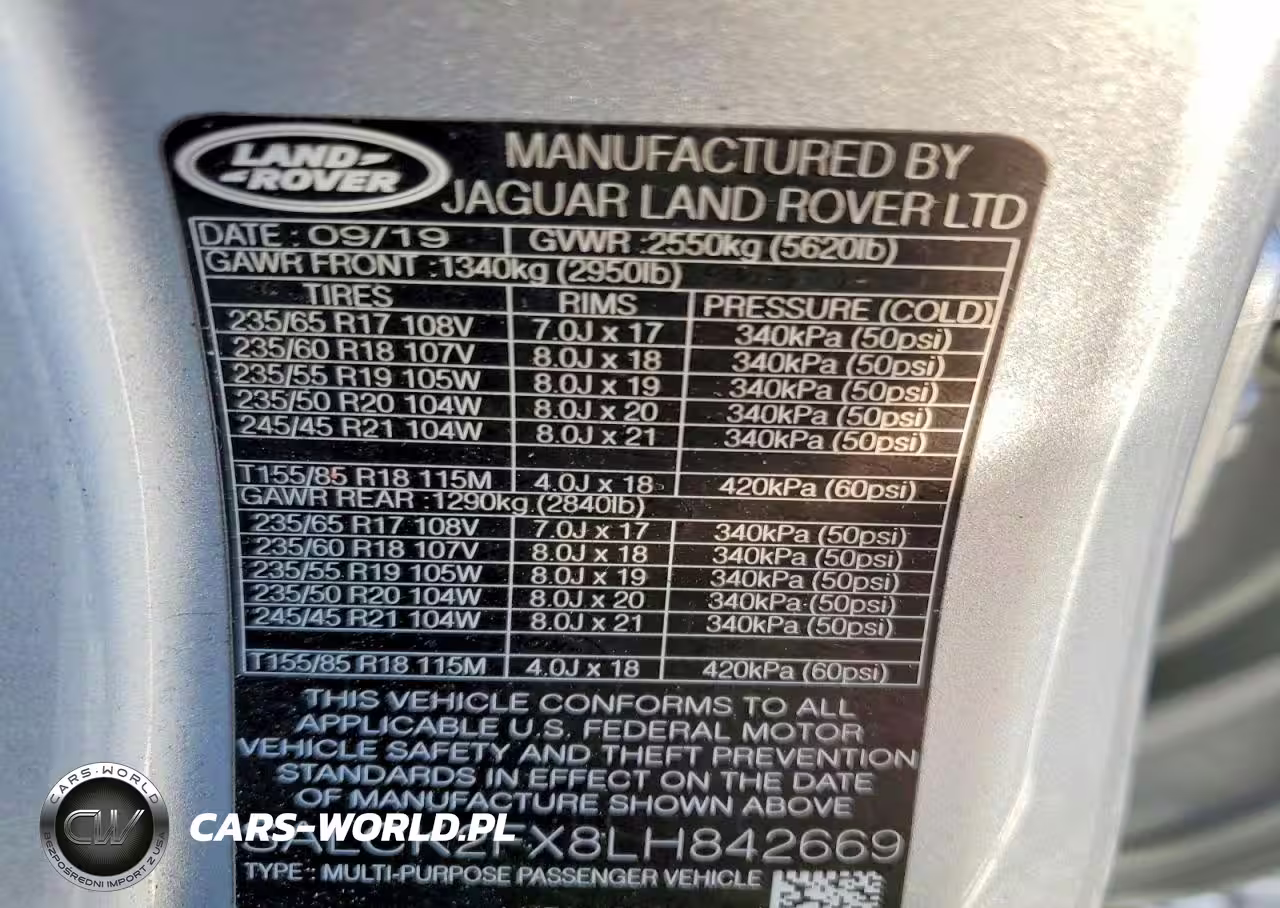 LAND
ROVER
MANUFACTURED BY
JAGUAR LAND ROVER LTD
DATE : 09/19 GVWR :2550kg (5620lb)
GAWR FRONT :1340kg (2950lb)
TIRES RIMS PRESSURE (COLD)
235/65 R17 108V 7.0J x 17 340kPa (50psi)
235/60 R18 107V 8.0J x 18 340kPa (50psi)
235/55 R19 105W 8.0J x 19 340kPa (50psi)
235/50 R20 104W 8.0J x 20 340kPa (50psi)
245/45 R21 104W 8.0J x 21 340kPa (50psi)
T155/85 R18 115M 4.0J x 18 420kPa (60psi)
GAWR REAR :1290kg (2840lb)
235/65 R17 108V 7.0J x 17 340kPa (50psi)
235/60 R18 107V 8.0J x 18 340kPa (50psi)
235/55 R19 105W 8.0J x 19 340kPa (50psi)
235/50 R20 104W 8.0J x 20 340kPa (50psi)
245/45 R21 104W 8.0J x 21 340kPa (50psi)
T155/85 R18 115M 4.0J x 18 420kPa (60psi)
THIS VEHICLE CONFORMS TO ALL
APPLICABLE U.S. FEDERAL MOTOR
VEHICLE SAFETY AND THEFT PREVENTION
STANDARDS IN EFFECT ON THE DATE
OF MANUFACTURE SHOWN ABOVE
TYPE : MULTI-PURPOSE PASSENGER VEHICLE
CARS-WORLD
CW
BEZPOŚREDNI IMPORT Z USA
CARS-WORLD.PL